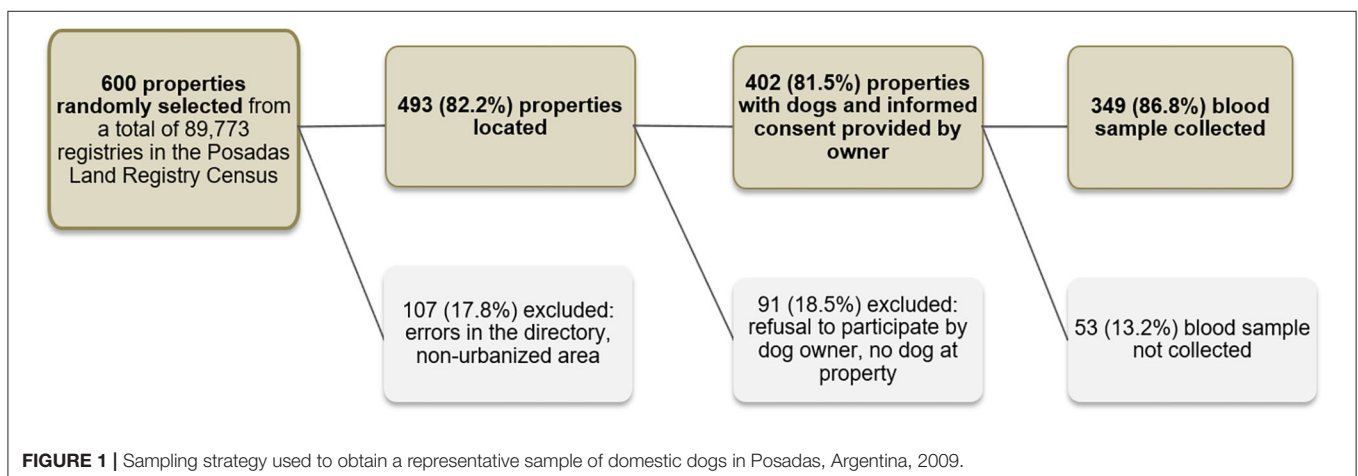 600 properties
randomly selected from
a total of 89,773
registries in the Posadas
Land Registry Census
493 (82.2%) properties
located
402 (81.5%) properties
with dogs and informed
consent provided by
owner
349 (86.8%) blood
sample collected
107 (17.8%) excluded:
errors in the directory,
non-urbanized area
91 (18.5%) excluded:
refusal to participate by
dog owner, no dog at
property
53 (13.2%) blood sample
not collected
FIGURE 1 | Sampling strategy used to obtain a representative sample of domestic dogs in Posadas, Argentina, 2009.